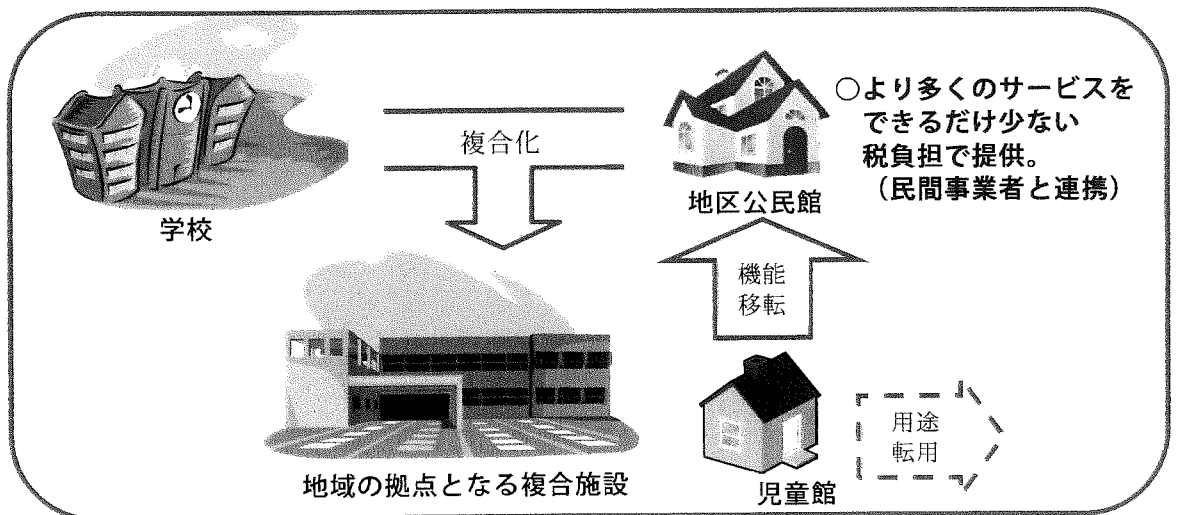 複合化
学校
地区公民館
○より多くのサービスを
できるだけ少ない
税負担で提供。
（民間事業者と連携）
機能
移転
地域の拠点となる複合施設
児童館
用途
転用